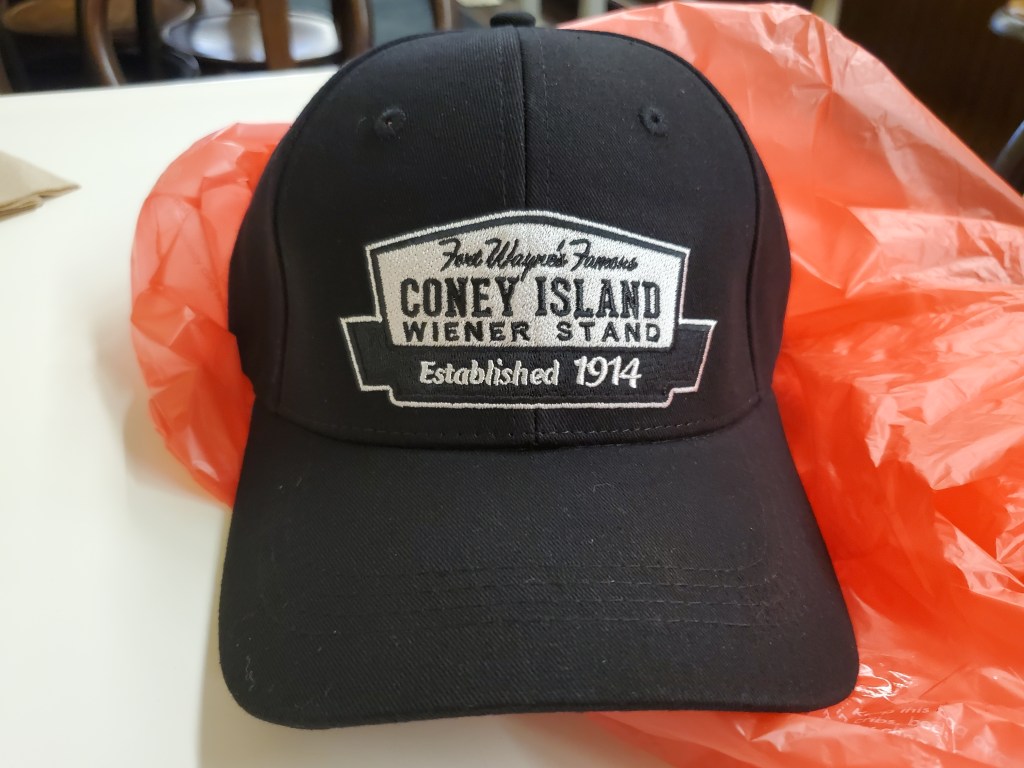 Fort Wayne's Famous
CONEY ISLAND
WIENER STAND
Established 1914